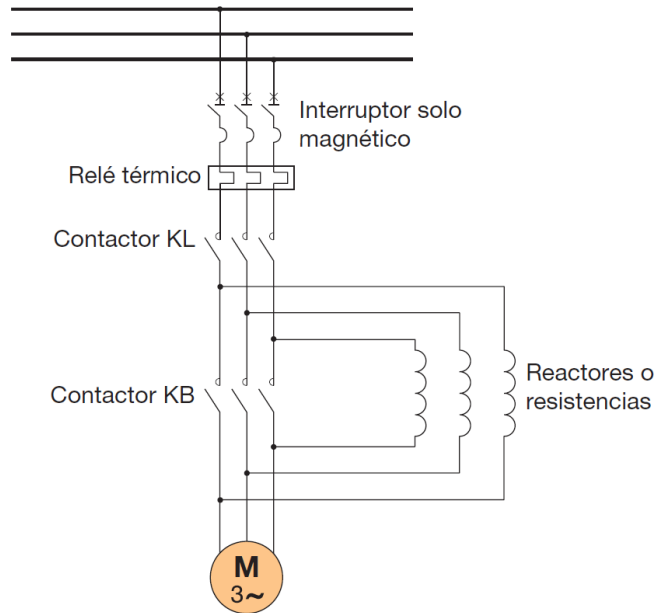 Interruptor solo
magnético
Relé térmico
Contactor KL
Contactor KB
Reactores o
resistencias
M
3~